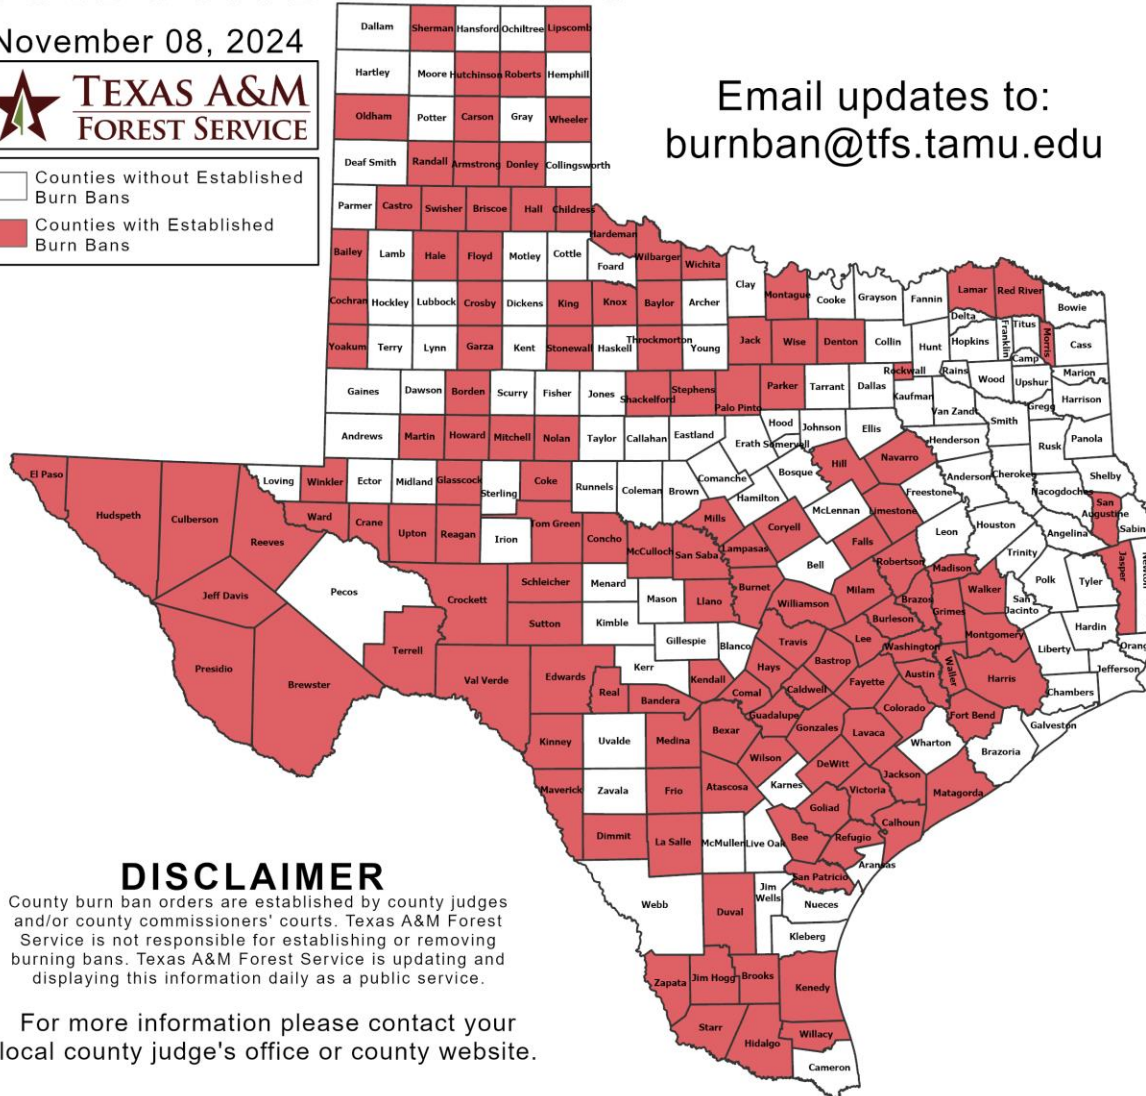 November 08, 2024
TEXAS A&M
FOREST SERVICE
Counties without Established
Burn Bans
Counties with Established
Burn Bans
Email updates to:
burnban@tfs.tamu.edu
Dallam Sherman Hansford Ochiltree Lipscomb
Hartley Moore Hutchinson Roberts Hemphill
Oldham Potter Carson Gray Wheeler
Deaf Smith Randall Armstrong Donley Collingsworth
Parmer Castro Swisher Briscoe Hall Childress
Hardeman
Bailey Lamb Hale Floyd Motley Cottle Foard Wilbarger Wichita
Clay Montague Cooke Grayson Fannin Lamar Red River Bowie
Cochran Hockley Lubbock Crosby Dickens King Knox Baylor Archer
Delta Franklin Titus Morris Cass
Yoakum Terry Lynn Garza Kent Stonewall Haskell Throckmorton Young Jack Wise Denton Collin Hunt Hopkins
Camp
Rockwall Rains Wood Upshur Marion
Gaines Dawson Borden Scurry Fisher Jones Shackelford Stephens Palo Pinto Parker Tarrant Dallas Kaufman Van Zandt Gregg Harrison
Andrews Martin Howard Mitchell Nolan Taylor Callahan Eastland Erath Hood Somervell Johnson Ellis Henderson Smith Rusk Panola
El Paso Hudspeth Culberson Reeves Loving Winkler Ector Midland Glasscock Sterling Coke Runnels Coleman Brown Comanche Hamilton Bosque Hill Navarro Freestone Anderson Cherokee Nacogdoches Shelby
San
Augustine
Sabin
Ward Crane Upton Reagan Irion Tom Green Concho McCulloch San Saba Mills Lampasas Coryell McLennan Limestone Falls Leon Houston Angelina
Trinity
Jeff Davis Pecos Crockett Schleicher Menard Mason Llano Burnet Bell Williamson Milam Robertson Brazos Madison Grimes Walker
San
Jacinto
Polk Tyler Jasper
Sutton Kimble Gillespie Blanco Travis Lee Burleson Washington Montgomery Liberty Hardin Orang
Presidio Brewster Terrell Val Verde Edwards Real Kerr Bandera Kendall Comal Hays Caldwell Bastrop Fayette Austin Waller Harris Chambers Jefferson
Kinney Uvalde Medina Bexar Guadalupe Gonzales Lavaca Colorado Wharton Fort Bend Brazoria Galveston
Maverick Zavala Frio Atascosa Wilson Karnes DeWitt Victoria Jackson Matagorda
Dimmit La Salle McMullen Live Oak Bee Goliad Refugio Calhoun Aransas
San Patricio
Webb Duval
Jim
Wells
Nueces
Kleberg
Zapata Jim Hogg Brooks Kenedy
Starr Hidalgo Willacy
Cameron
DISCLAIMER
County burn ban orders are established by county judges
and/or county commissioners' courts. Texas A&M Forest
Service is not responsible for establishing or removing
burning bans. Texas A&M Forest Service is updating and
displaying this information daily as a public service.
For more information please contact your
local county judge's office or county website.